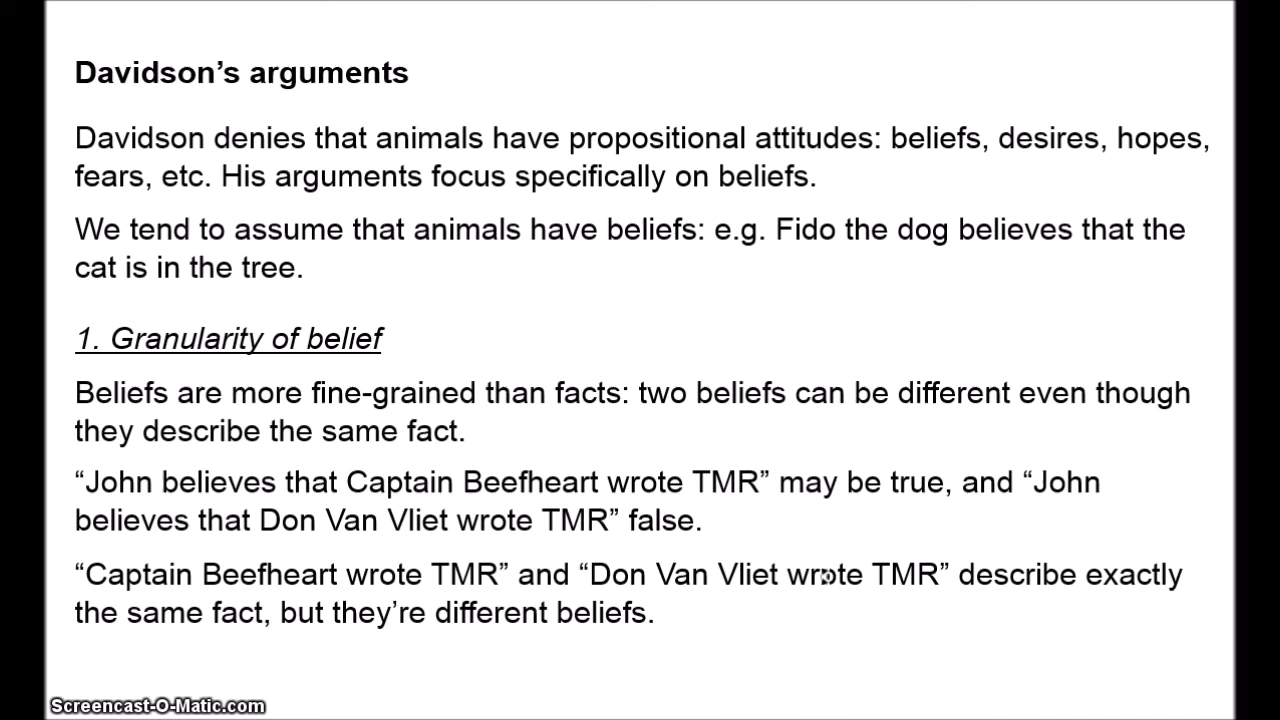 Davidson’s arguments
Davidson denies that animals have propositional attitudes: beliefs, desires, hopes,
fears, etc. His arguments focus specifically on beliefs.
We tend to assume that animals have beliefs: e.g. Fido the dog believes that the
cat is in the tree.
1. Granularity of belief
Beliefs are more fine-grained than facts: two beliefs can be different even though
they describe the same fact.
“John believes that Captain Beefheart wrote TMR” may be true, and “John
believes that Don Van Vliet wrote TMR” false.
“Captain Beefheart wrote TMR” and “Don Van Vliet wrote TMR” describe exactly
the same fact, but they’re different beliefs.
Screencast-O-Matic.com